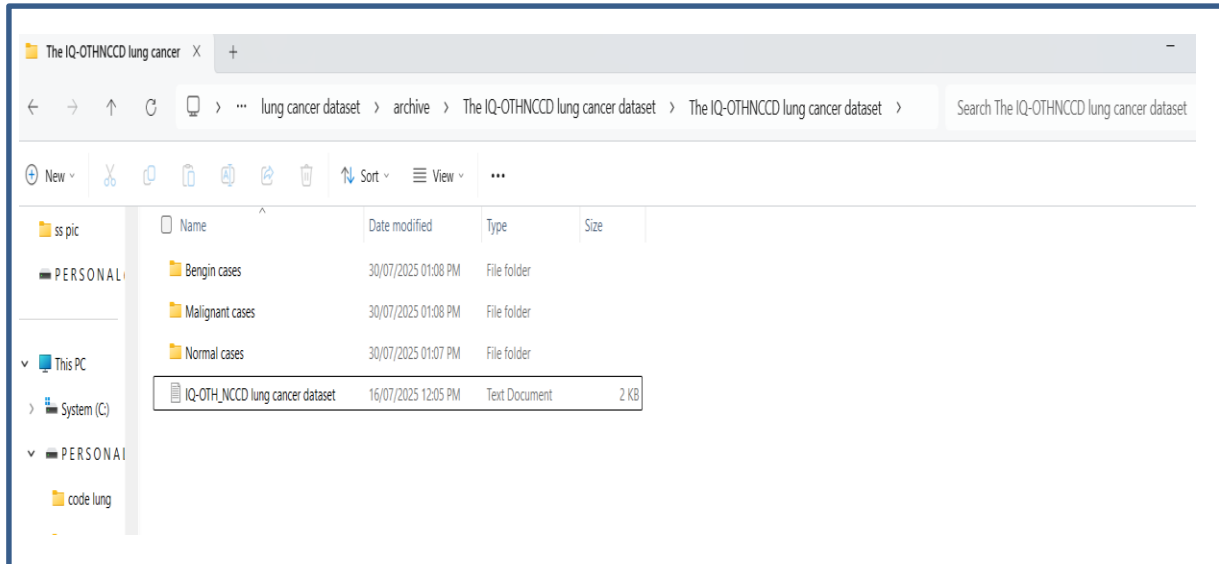 The IQ-OTHNCCD lung cancer
lung cancer dataset > archive > The IQ-OTHNCCD lung cancer dataset > The IQ-OTHNCCD lung cancer dataset >
Search The IQ-OTHNCCD lung cancer dataset
New
Sort
View
Name Date modified Type Size
ss pic
Bengin cases 30/07/2025 01:08 PM File folder
PERSONAL
Malignant cases 30/07/2025 01:08 PM File folder
Normal cases 30/07/2025 01:07 PM File folder
This PC
IQ-OTH_NCCD lung cancer dataset 16/07/2025 12:05 PM Text Document 2 KB
System (C:)
PERSONAL
code lung